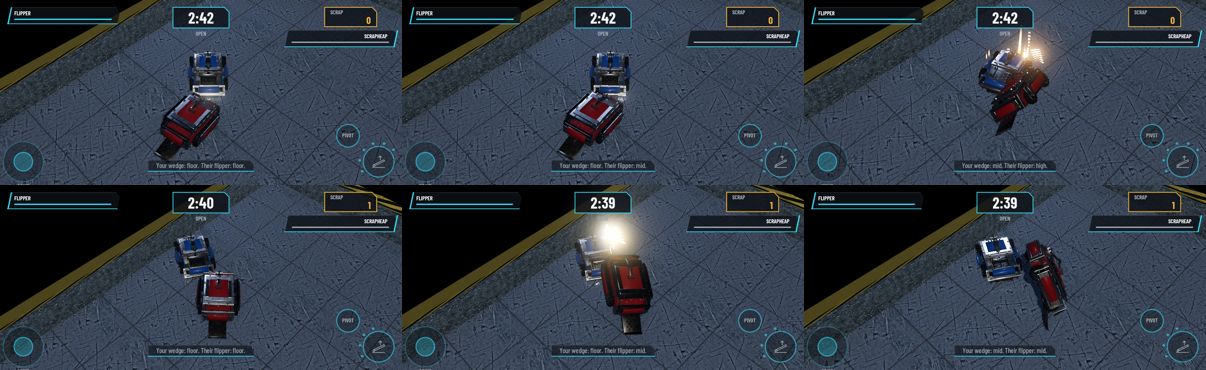 FLIPPER
2:42
SCRAP
0
OPEN
SCRAPHEAP
PIVOT
Your wedge: floor. Their flipper: floor.
FLIPPER
2:42
SCRAP
0
OPEN
SCRAPHEAP
PIVOT
Your wedge: floor. Their flipper: mid.
FLIPPER
2:42
SCRAP
0
OPEN
SCRAPHEAP
PIVOT
Your wedge: mid. Their flipper: high.
FLIPPER
2:40
SCRAP
1
OPEN
SCRAPHEAP
PIVOT
Your wedge: floor. Their flipper: floor.
FLIPPER
2:39
SCRAP
1
SCRAPHEAP
PIVOT
Your wedge: floor. Their flipper: mid.
FLIPPER
2:39
SCRAP
1
OPEN
SCRAPHEAP
PIVOT
Your wedge: mid. Their flipper: mid.